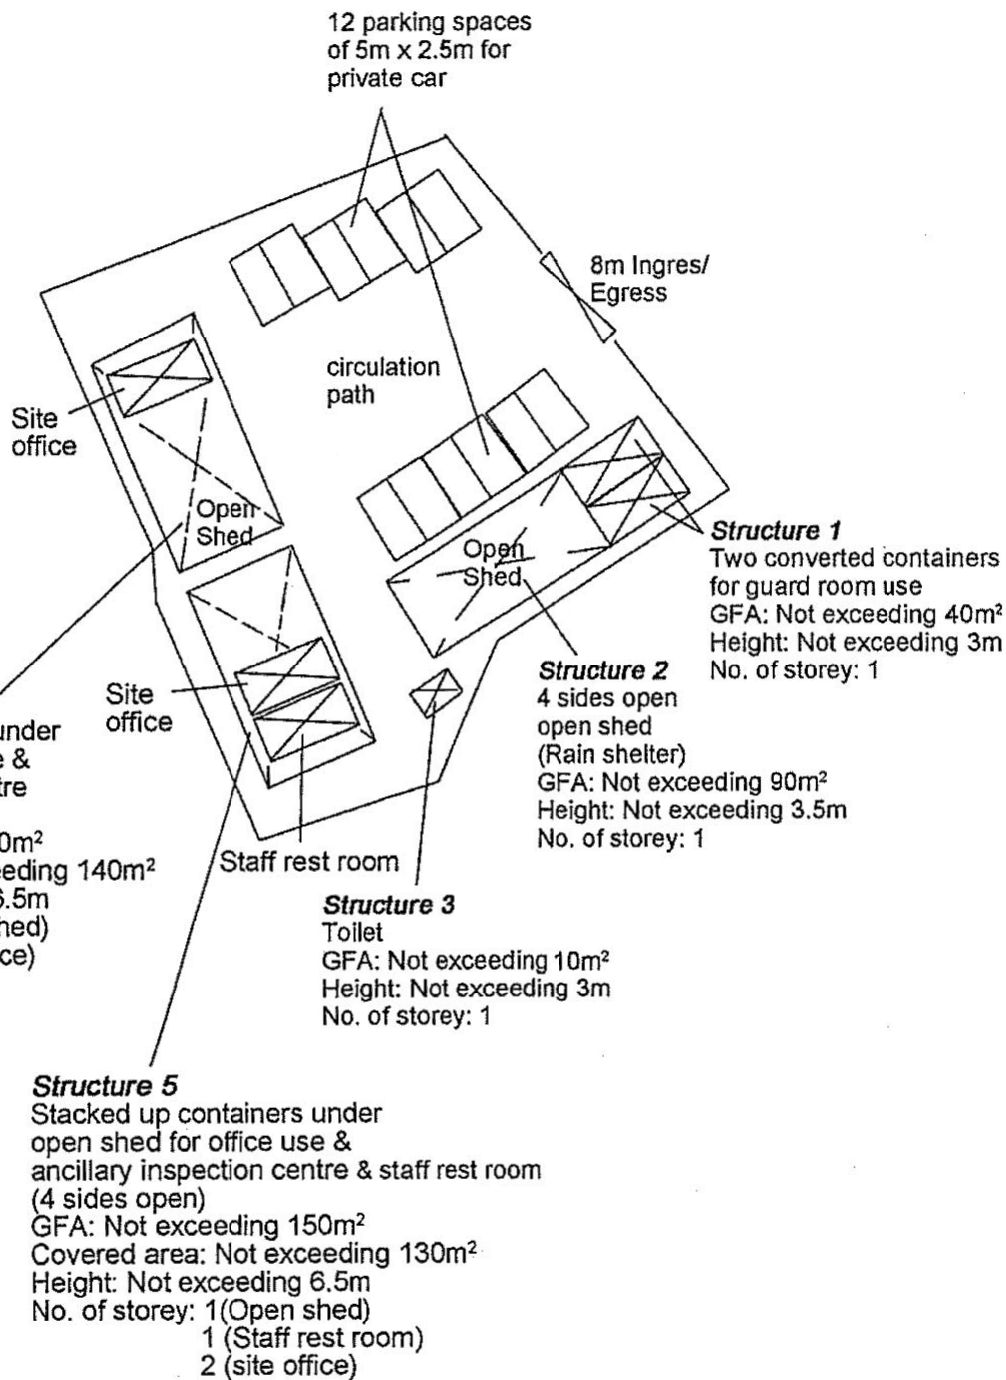 12 parking spaces
of 5m x 2.5m for
private car
8m Ingres/
Egress
circulation
path
Site
office
Open
Shed
Open
Shed
Structure 1
Two converted containers
for guard room use
GFA: Not exceeding 40m²
Height: Not exceeding 3m
No. of storey: 1
Structure 2
4 sides open
open shed
(Rain shelter)
GFA: Not exceeding 90m²
Height: Not exceeding 3.5m
No. of storey: 1
Site
office
under
&
140m²
Staff rest room
Structure 3
Toilet
GFA: Not exceeding 10m²
Height: Not exceeding 3m
No. of storey: 1
Structure 5
Stacked up containers under
open shed for office use &
ancillary inspection centre & staff rest room
(4 sides open)
GFA: Not exceeding 150m²
Covered area: Not exceeding 130m²
Height: Not exceeding 6.5m
No. of storey: 1(Open shed)
1 (Staff rest room)
2 (site office)